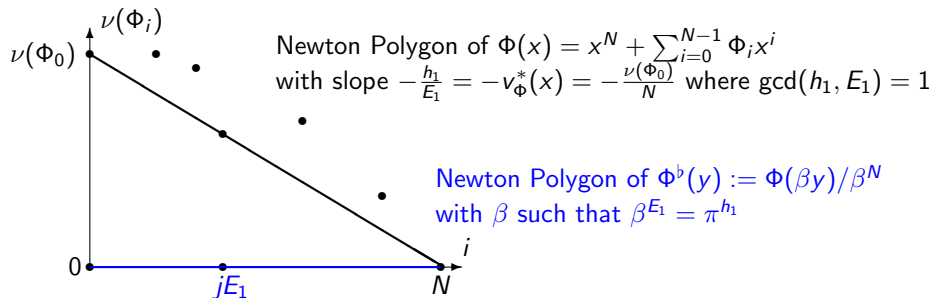 ν(Φ_i)
ν(Φ_0)
Newton Polygon of Φ(x) = x^N + ∑_{i=0}^{N−1} Φ_i x^i
with slope −h_1/E_1 = −v_Φ^*(x) = −ν(Φ_0)/N where gcd(h_1, E_1) = 1
Newton Polygon of Φ^♭(y) := Φ(βy)/β^N
with β such that β^{E_1} = π^{h_1}
i
0
jE_1
N